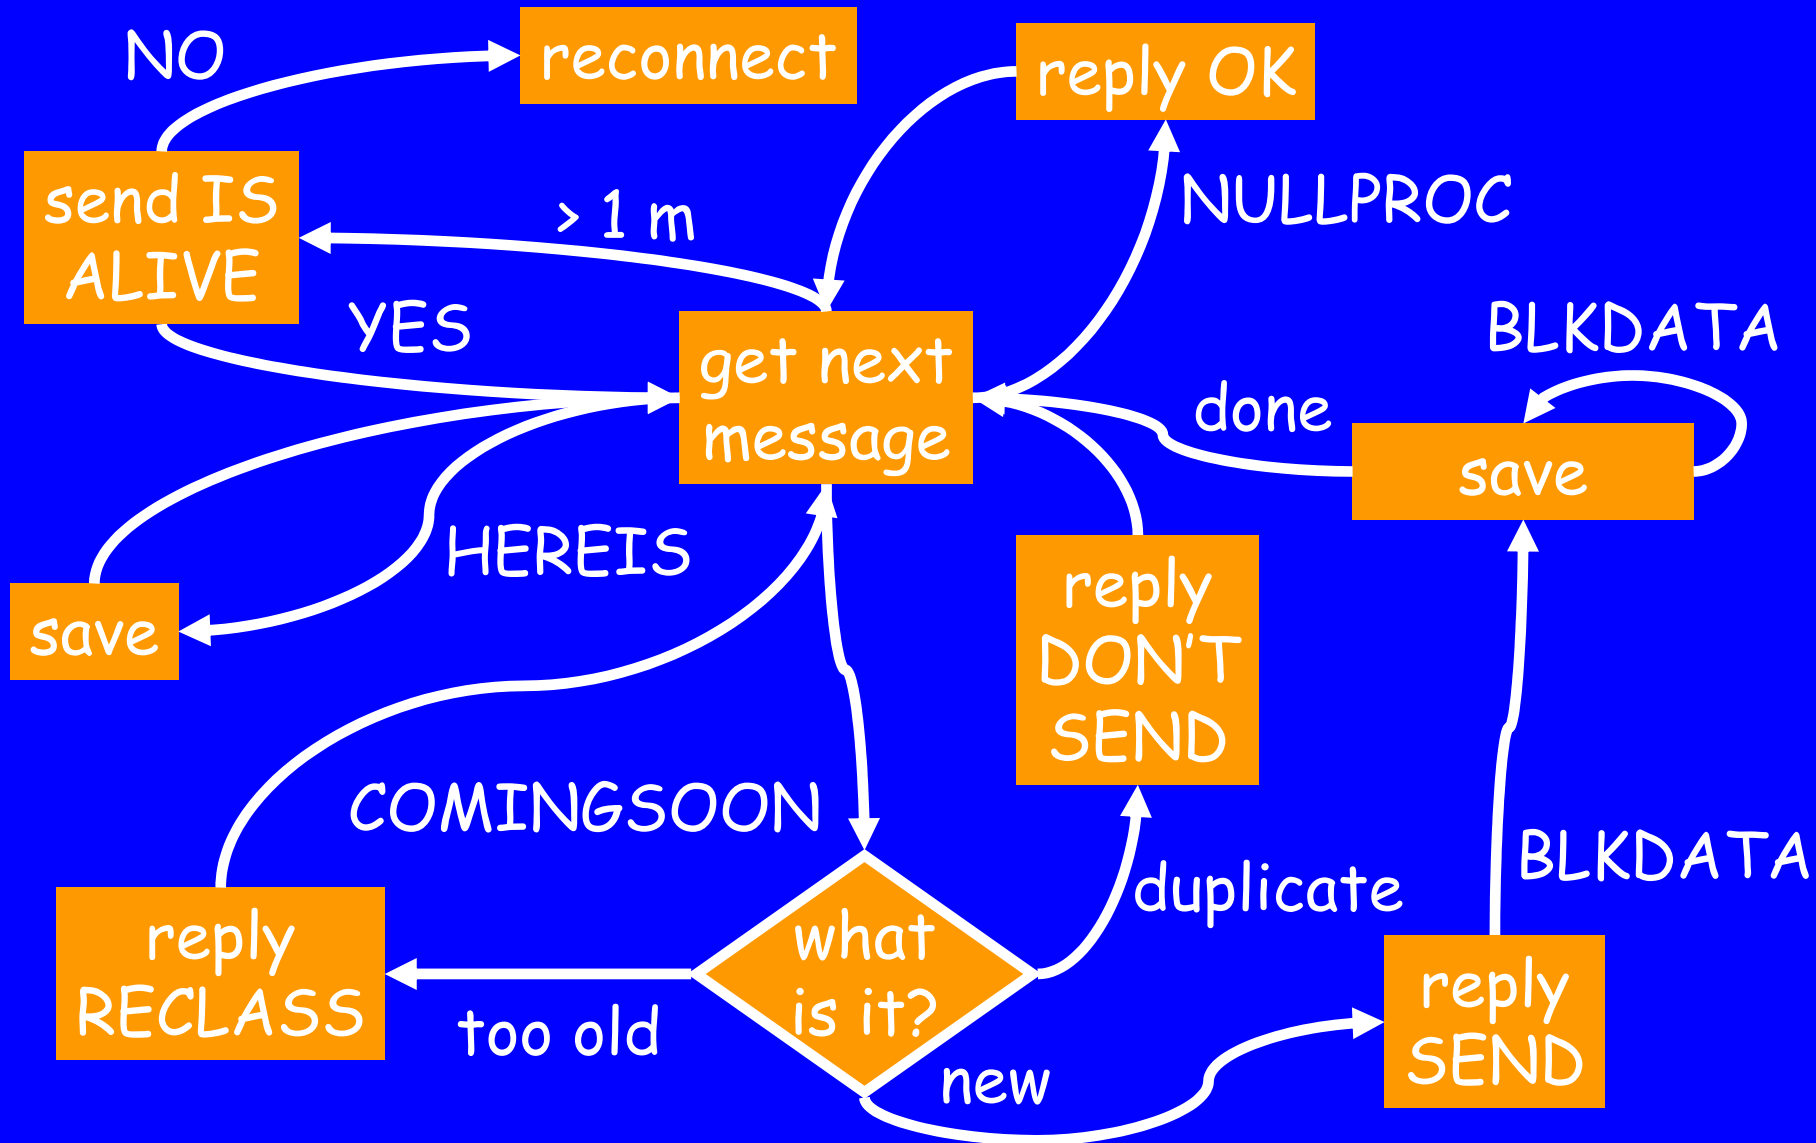 NO
reconnect
reply OK
send IS
ALIVE
> 1 m
NULLPROC
YES
get next
message
BLKDATA
done
save
HEREIS
save
reply
DON'T
SEND
COMINGSOON
BLKDATA
duplicate
reply
RECLASS
what
is it?
too old
new
reply
SEND